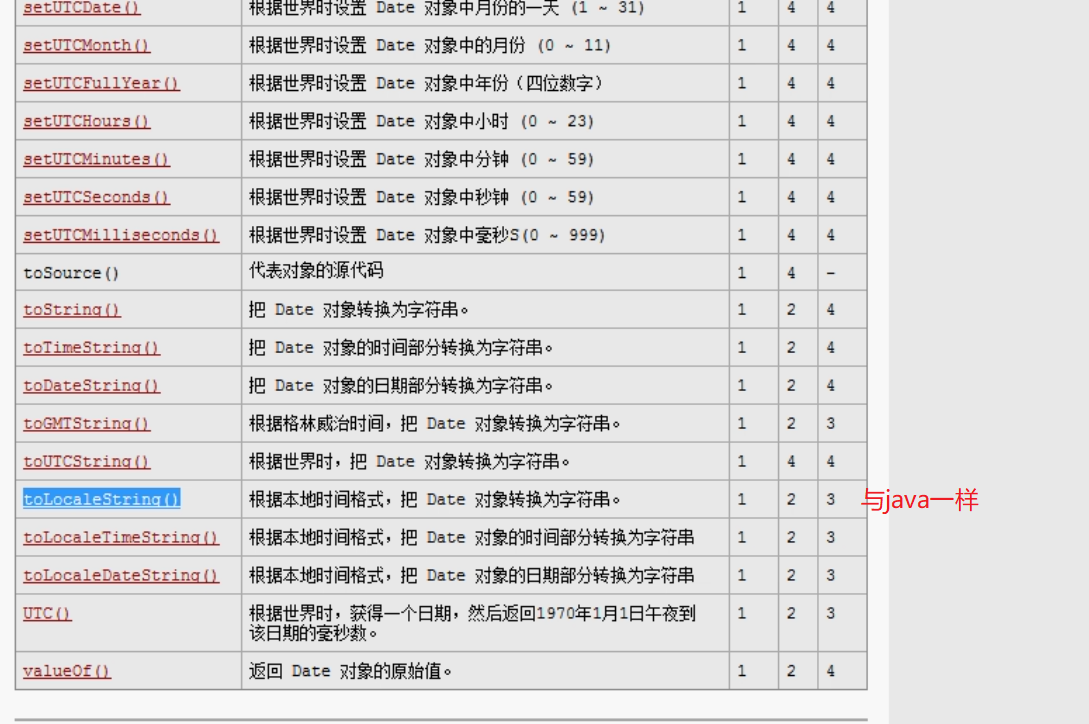 setUTCDate() 根据世界时设置 Date 对象中月份的一天 (1 ~ 31) 1 4 4
setUTCMonth() 根据世界时设置 Date 对象中的月份 (0 ~ 11) 1 4 4
setUTCFullYear() 根据世界时设置 Date 对象中年份（四位数字） 1 4 4
setUTCHours() 根据世界时设置 Date 对象中小时 (0 ~ 23) 1 4 4
setUTCMinutes() 根据世界时设置 Date 对象中分钟 (0 ~ 59) 1 4 4
setUTCSeconds() 根据世界时设置 Date 对象中秒钟 (0 ~ 59) 1 4 4
setUTCMilliseconds() 根据世界时设置 Date 对象中毫秒S(0 ~ 999) 1 4 4
toSource() 代表对象的源代码 1 4 -
toString() 把 Date 对象转换为字符串。 1 2 4
toTimeString() 把 Date 对象的时间部分转换为字符串。 1 2 4
toDateString() 把 Date 对象的日期部分转换为字符串。 1 2 4
toGMTString() 根据格林威治时间，把 Date 对象转换为字符串。 1 2 3
toUTCString() 根据世界时，把 Date 对象转换为字符串。 1 4 4
toLocaleString() 根据本地时间格式，把 Date 对象转换为字符串。 1 2 3 与java一样
toLocaleTimeString() 根据本地时间格式，把 Date 对象的时间部分转换为字符串 1 2 3
toLocaleDateString() 根据本地时间格式，把 Date 对象的日期部分转换为字符串 1 2 3
UTC() 根据世界时，获得一个日期，然后返回1970年1月1日午夜到 1 2 3
该日期的毫秒数。
valueOf() 返回 Date 对象的原始值。 1 2 4